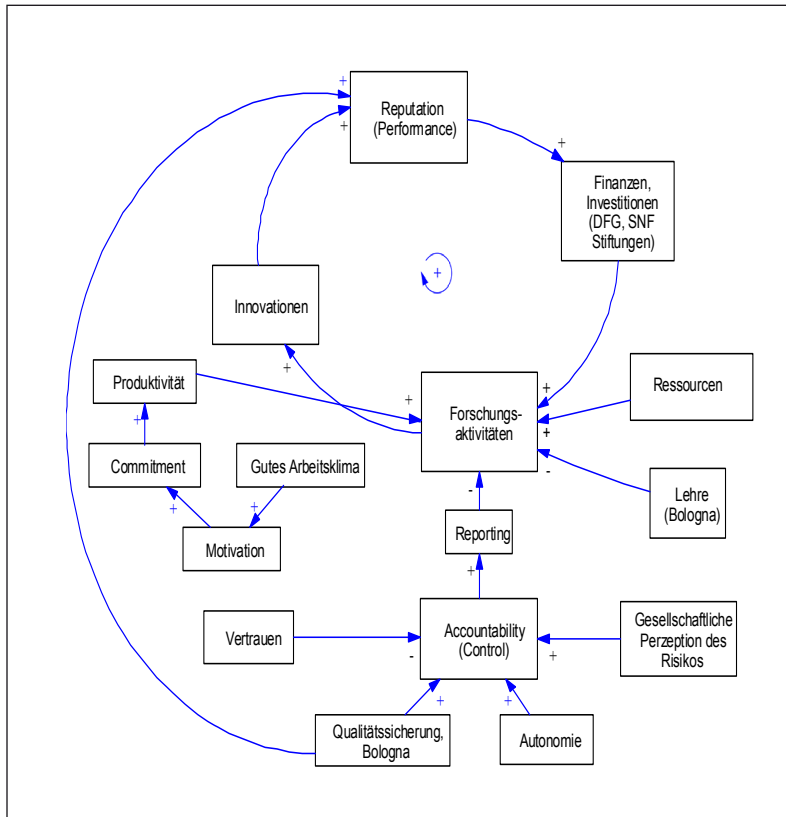 +
Reputation
(Performance)
+
+
Finanzen,
Investitionen
(DFG, SNF
Stiftungen)
+
Innovationen
+
Produktivität
+
+
Ressourcen
Forschungs-
aktivitäten
+
+
Commitment
Gutes Arbeitsklima
-
-
Lehre
(Bologna)
+
+
Reporting
Motivation
+
Vertrauen
Accountability
(Control)
Gesellschaftliche
Perzeption des
Risikos
-
+
+
+
Qualitätssicherung,
Bologna
Autonomie